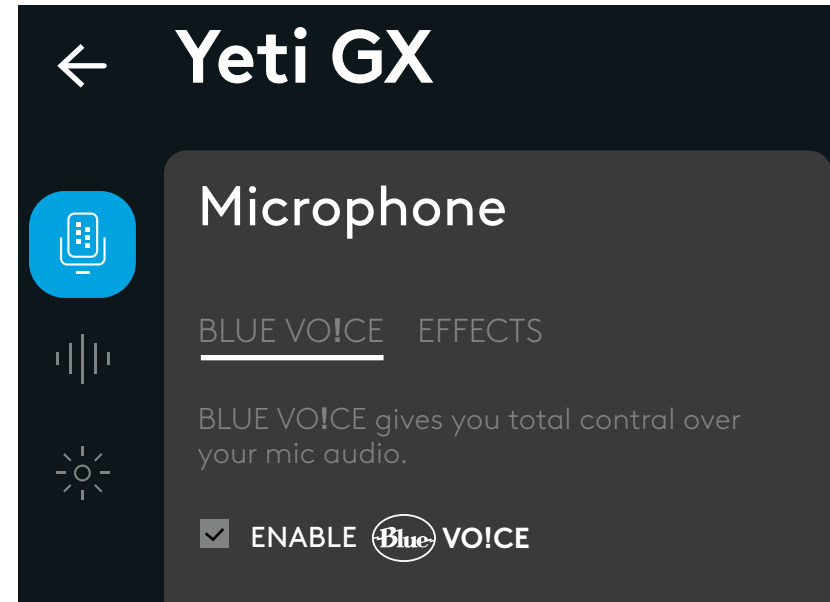 Yeti GX
Microphone
BLUE VO!CE EFFECTS
BLUE VO!CE gives you total contral over
your mic audio.
ENABLE Blue VO!CE